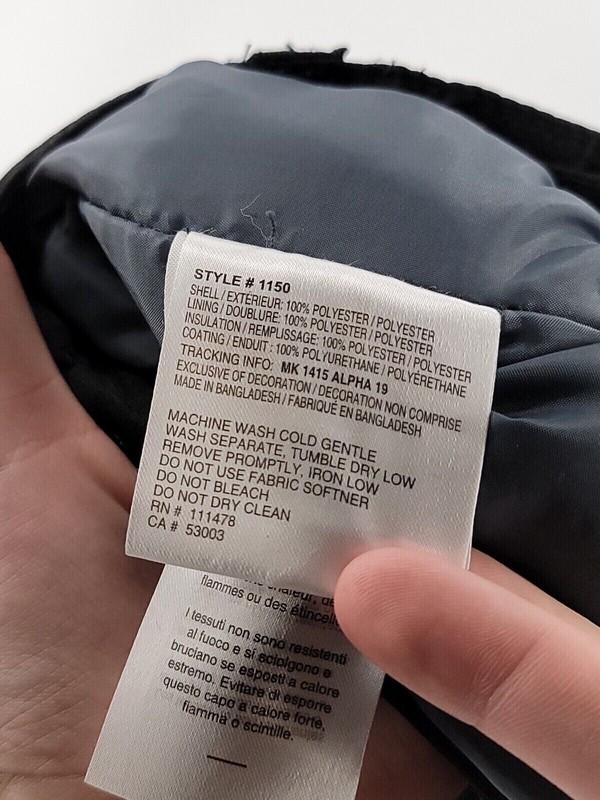 STYLE # 1150
SHELL / EXTÉRIEUR: 100% POLYESTER / POLYESTER
LINING / DOUBLURE: 100% POLYESTER / POLYESTER
INSULATION / REMPLISSAGE: 100% POLYESTER / POLYESTER
COATING / ENDUIT : 100% POLYURETHANE / POLYÉRETHANE
TRACKING INFO: MK 1415 ALPHA 19
EXCLUSIVE OF DECORATION / DECORATION NON COMPRISE
MADE IN BANGLADESH / FABRIQUÉ EN BANGLADESH
MACHINE WASH COLD GENTLE
WASH SEPARATE, TUMBLE DRY LOW
REMOVE PROMPTLY, IRON LOW
DO NOT USE FABRIC SOFTNER
DO NOT BLEACH
DO NOT DRY CLEAN
RN # 111478
CA # 53003
flammes ou des étincelle
I tessuti non sono resistenti
al fuoco e si sciolgono e
bruciano se esposti a calore
estremo. Evitare di esporre
questo capo a calore forte,
fiamma o scintille.